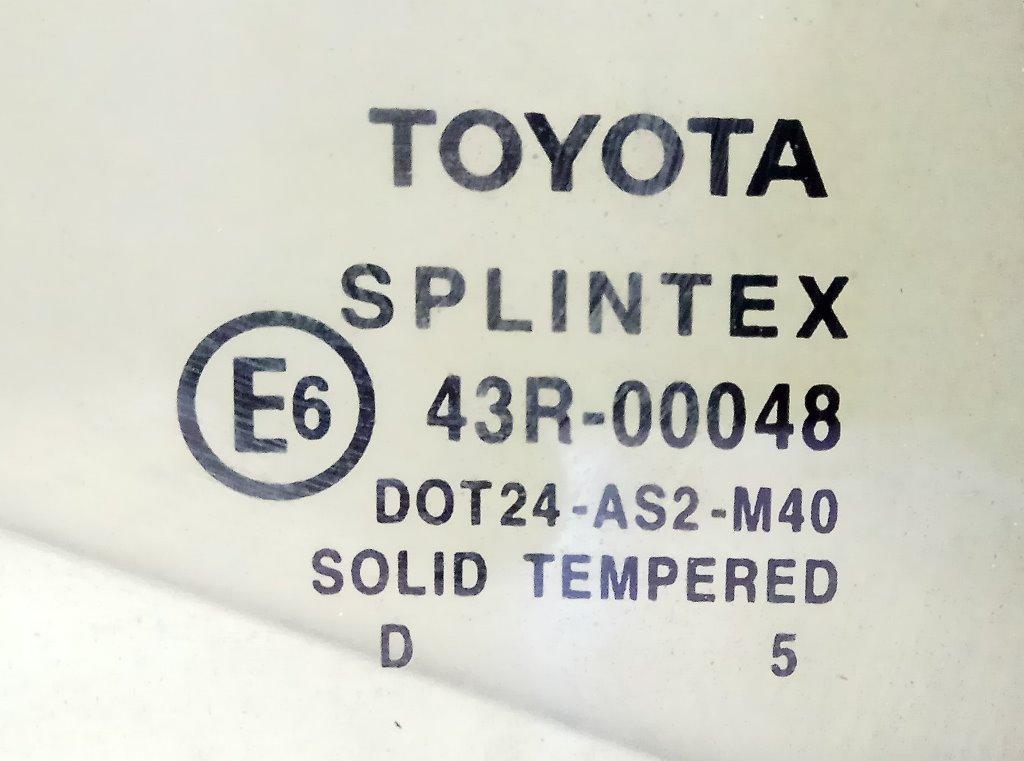 TOYOTA
SPLINTEX
E6 43R-00048
DOT24-AS2-M40
SOLID TEMPERED
D 5